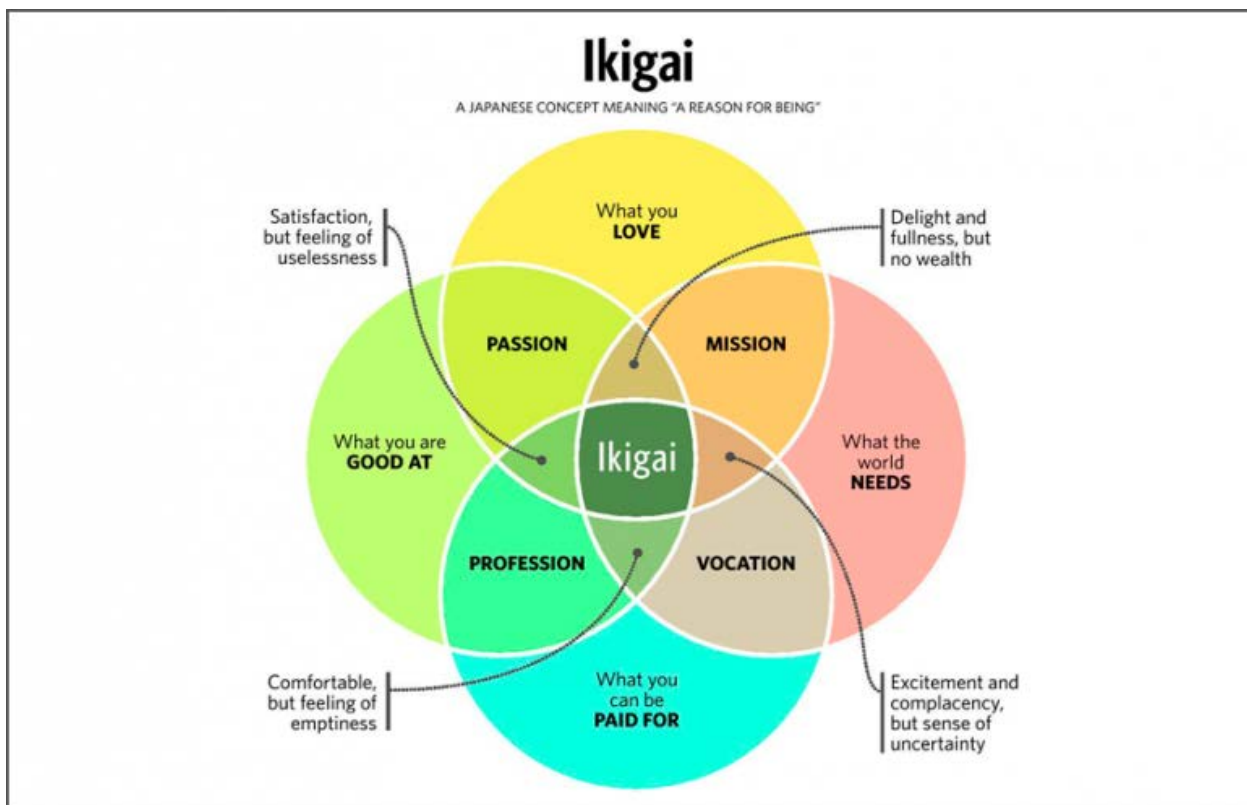 Ikigai
A JAPANESE CONCEPT MEANING “A REASON FOR BEING”
Satisfaction,
but feeling of
uselessness
What you
LOVE
Delight and
fullness, but
no wealth
PASSION
MISSION
What you are
GOOD AT
Ikigai
What the
world
NEEDS
PROFESSION
VOCATION
Comfortable,
but feeling of
emptiness
What you
can be
PAID FOR
Excitement and
complacency,
but sense of
uncertainty